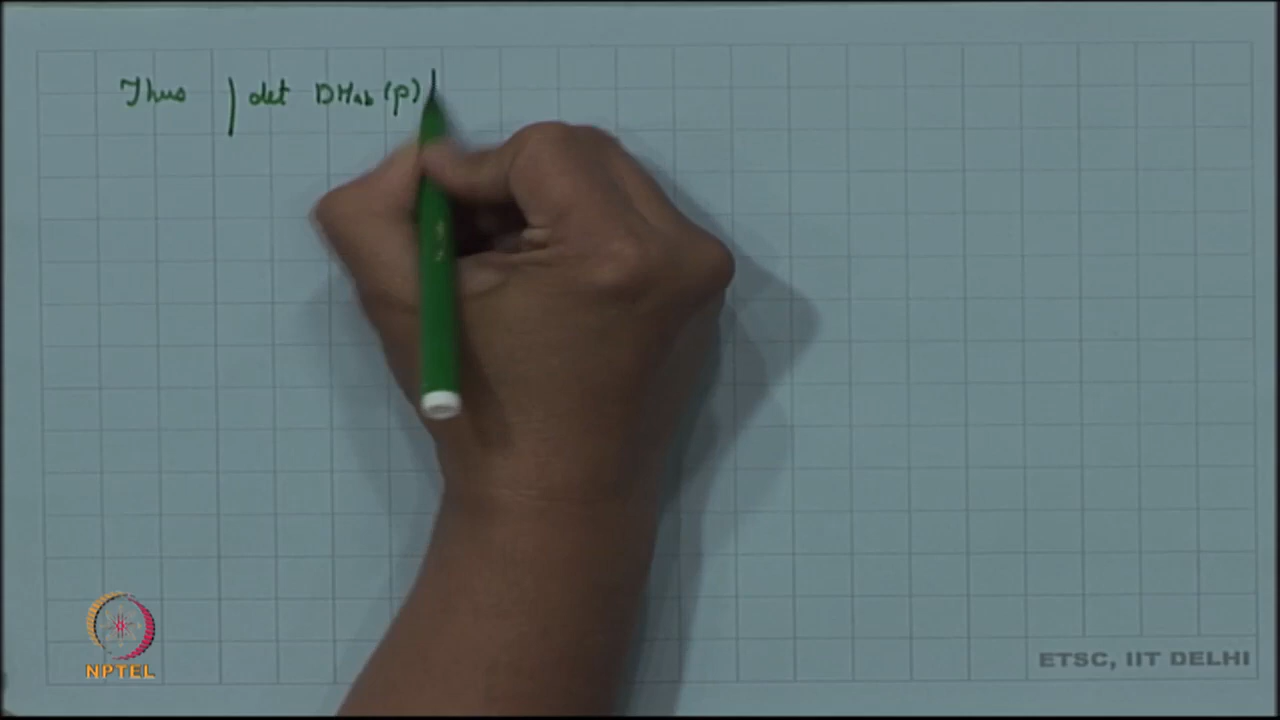 Thus | det DHab (p)|
NPTEL
ETSC, IIT DELHI